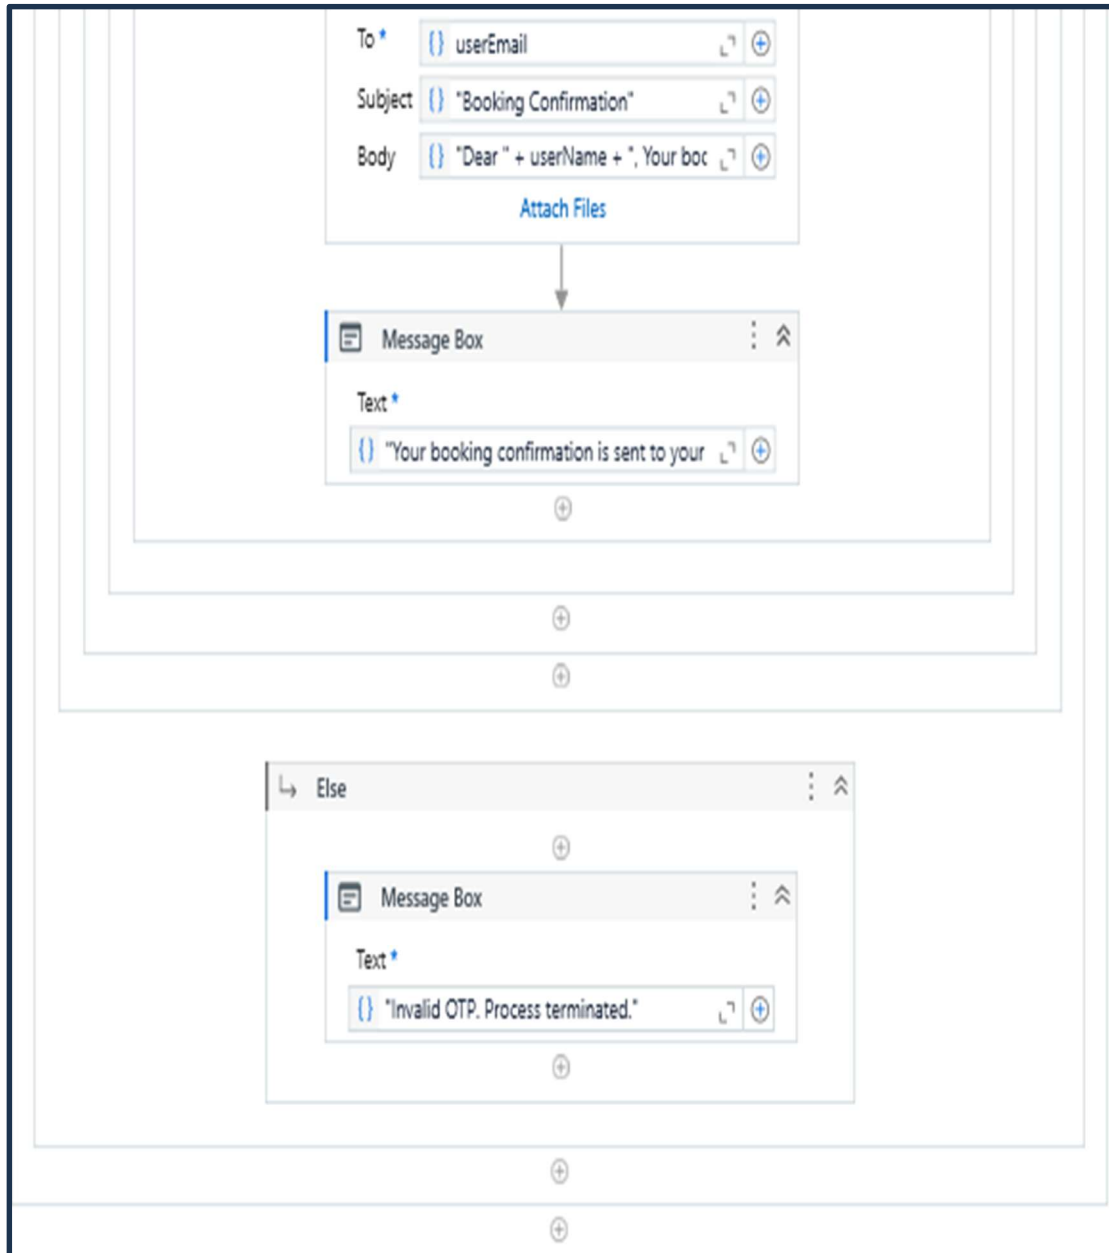 To *
{} userEmail
Subject {} "Booking Confirmation"
Body {} "Dear " + userName + ", Your boc
Attach Files
Message Box
Text *
{} "Your booking confirmation is sent to your
Else
Message Box
Text *
{} "Invalid OTP. Process terminated."